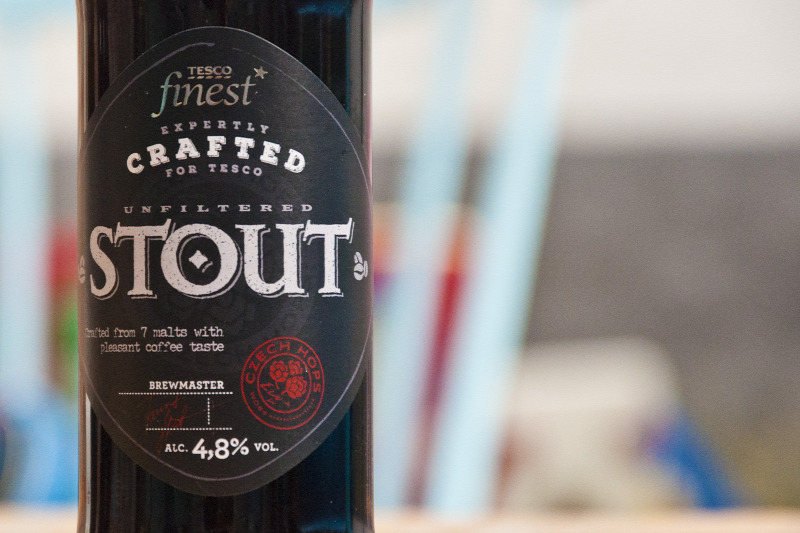 TESCO
finest
EXPERTLY
CRAFTED
FOR TESCO
UNFILTERED
STOUT
Crafted from 7 malts with
pleasant coffee taste
CZECH HOPS
BREWMASTER
ALC. 4,8% VOL.